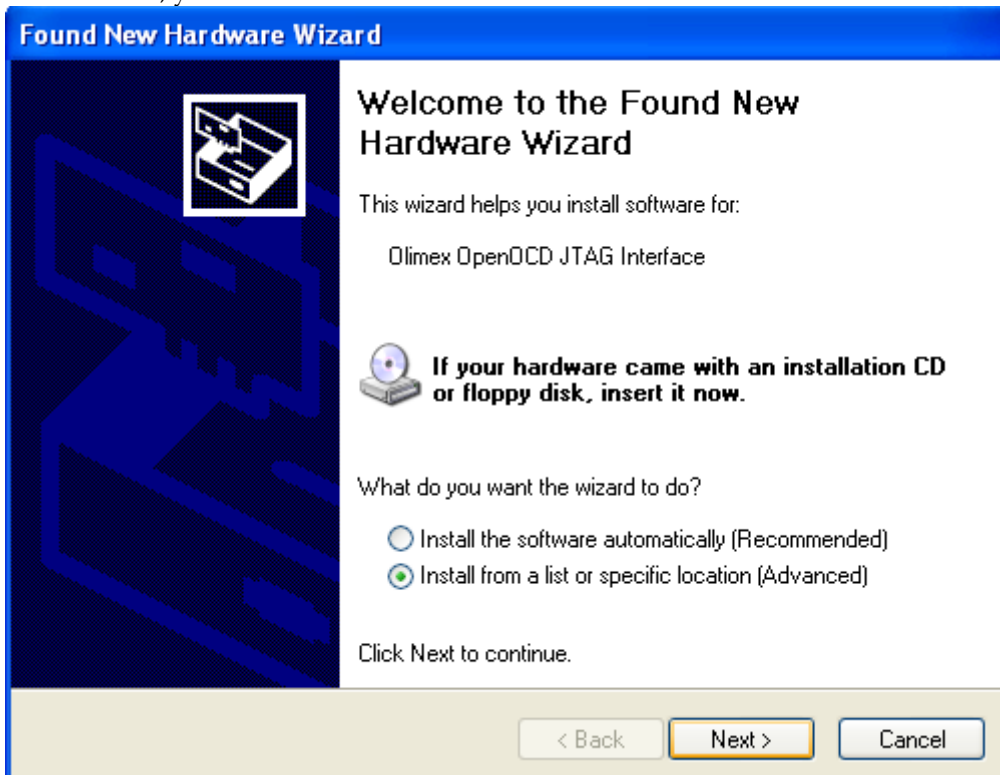 Found New Hardware Wizard
Welcome to the Found New
Hardware Wizard
This wizard helps you install software for:
Olimex OpenOCD JTAG Interface
If your hardware came with an installation CD
or floppy disk, insert it now.
What do you want the wizard to do?
Install the software automatically (Recommended)
Install from a list or specific location (Advanced)
Click Next to continue.
< Back
Next >
Cancel